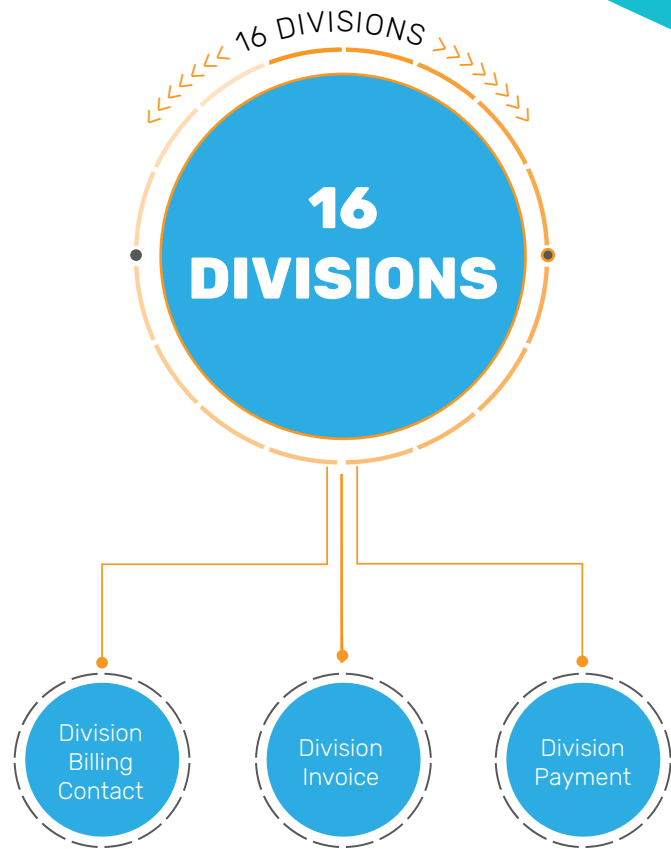 16 DIVISIONS
16
DIVISIONS
Division
Billing
Contact
Division
Invoice
Division
Payment